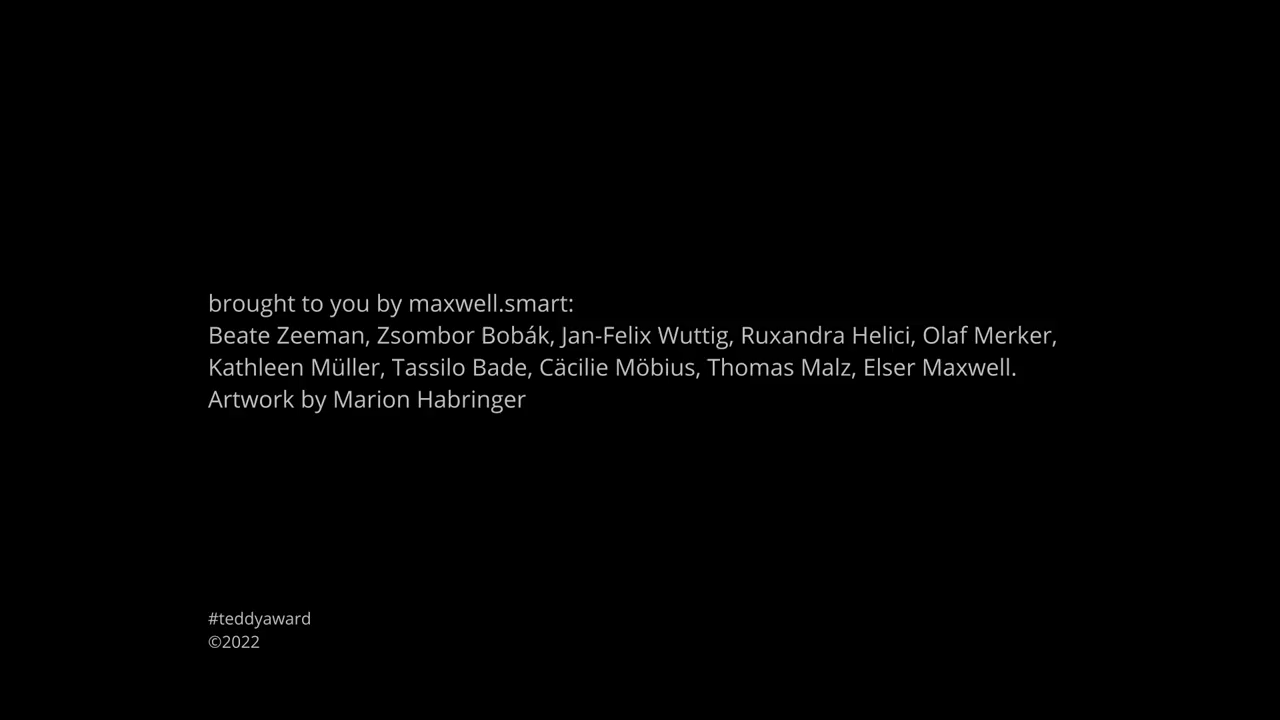 brought to you by maxwell.smart:
Beate Zeeman, Zsombor Bobák, Jan-Felix Wuttig, Ruxandra Helici, Olaf Merker,
Kathleen Müller, Tassilo Bade, Cäcilie Möbius, Thomas Malz, Elser Maxwell.
Artwork by Marion Habringer
#teddyaward
©2022